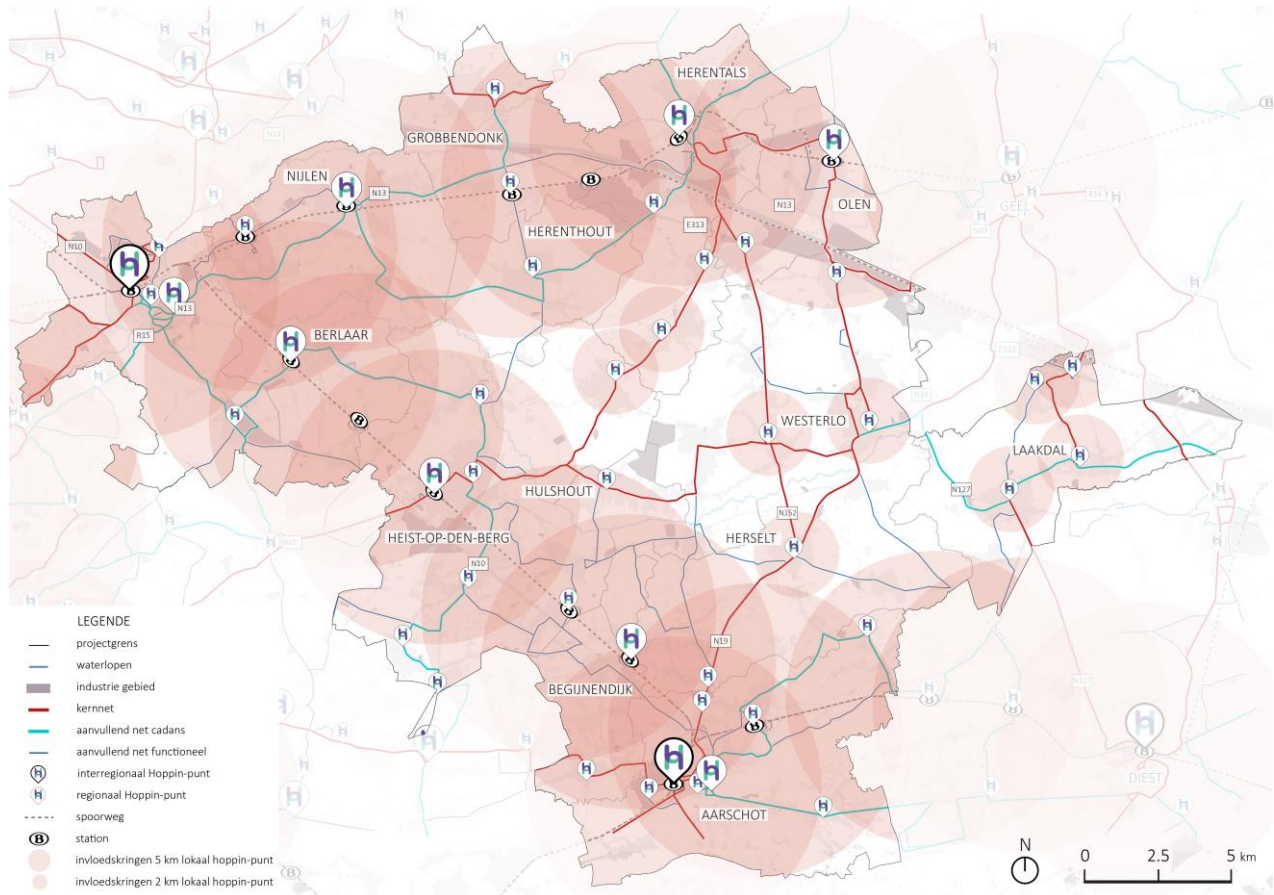 HERENTALS
GROBBENDONK
N14
NIJLEN
N13
OLEN
GEEL
N13
HERENTHOUT
E313
N10
N13
R15
BERLAAR
WESTERLO
LAAKDAL
N127
HULSHOUT
N152
HERSELT
HEIST-OP-DEN-BERG
N10
N19
BEGIJNENDIJK
AARSCHOT
DIEST
LEGENDE
projectgrens
waterlopen
industrie gebied
kernnet
aanvullend net cadans
aanvullend net functioneel
interregionaal Hoppin-punt
regionaal Hoppin-punt
spoorweg
B station
invloedskringen 5 km lokaal hoppin-punt
invloedskringen 2 km lokaal hoppin-punt
N
0 2.5 5 km